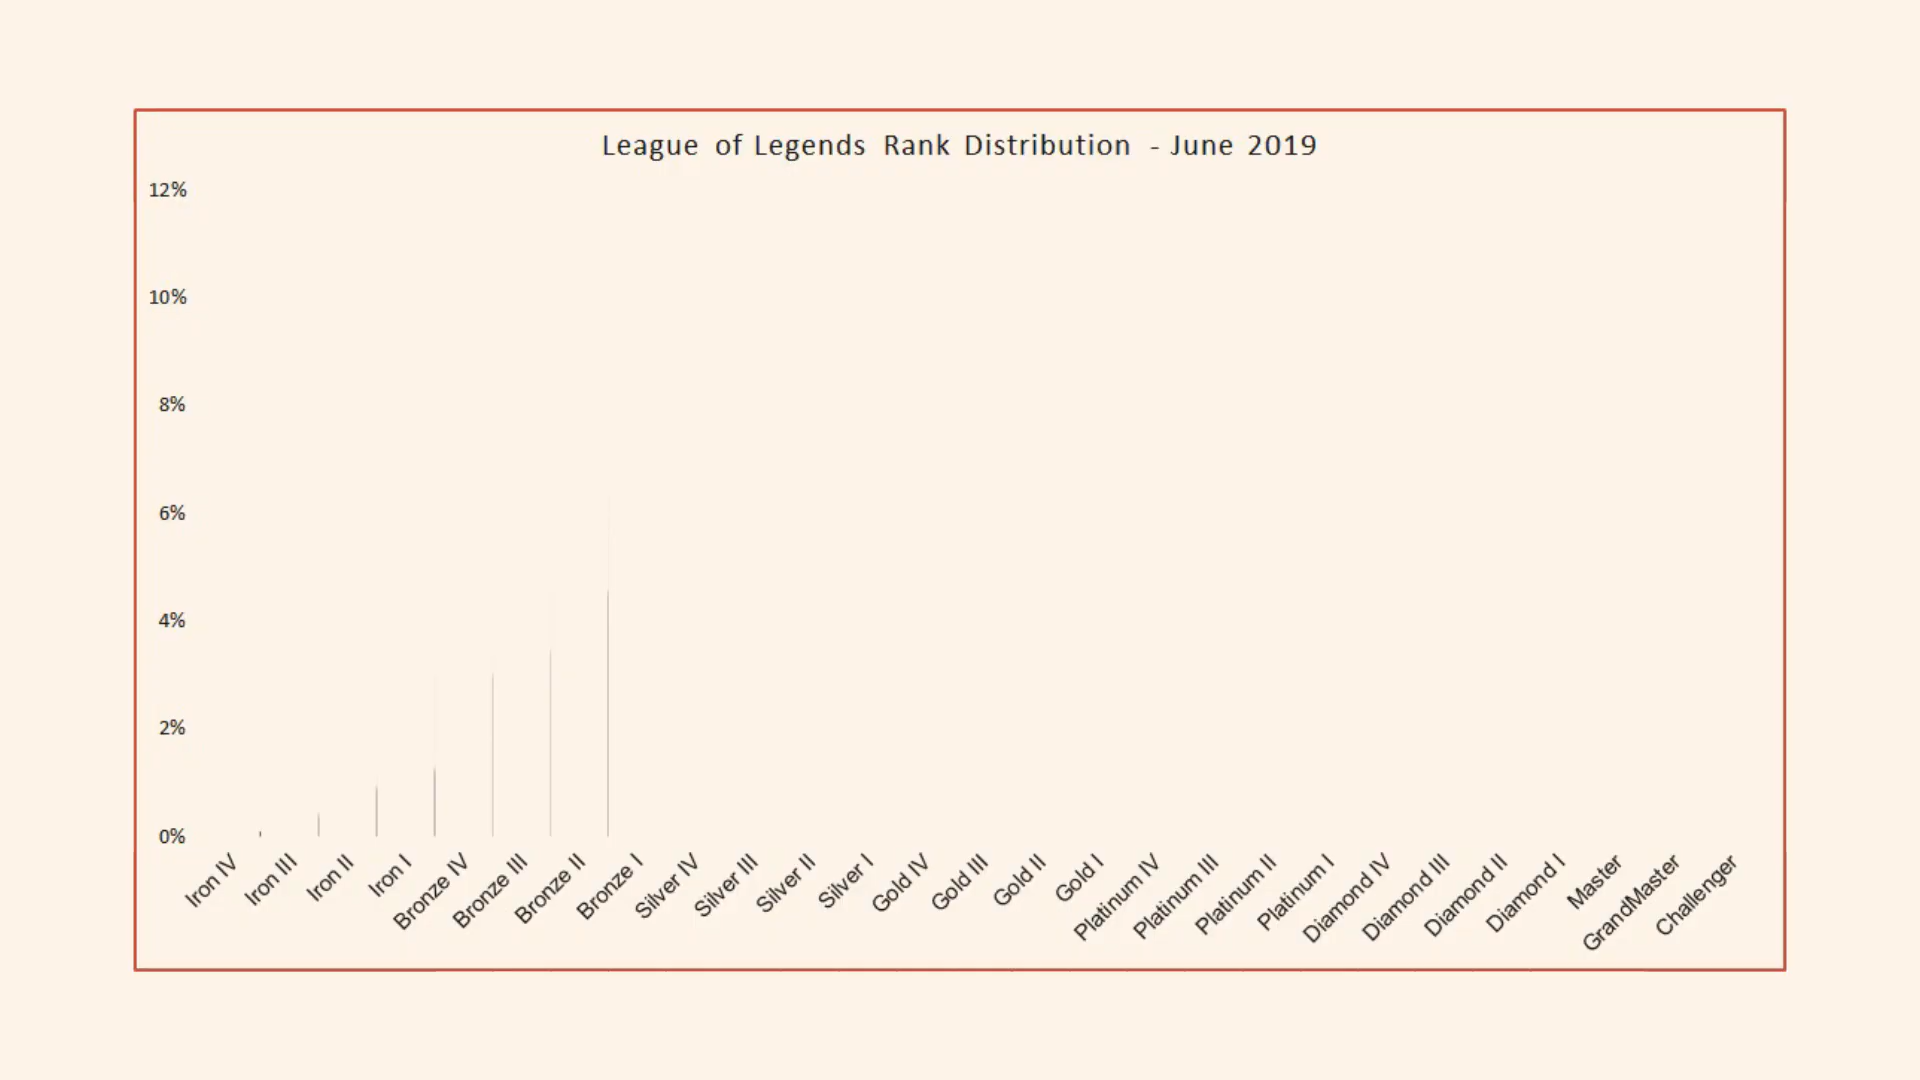 League of Legends Rank Distribution - June 2019
12%
10%
8%
6%
4%
2%
0%
Iron IV
Iron III
Iron II
Iron I
Bronze IV
Bronze III
Bronze II
Bronze I
Silver IV
Silver III
Silver II
Silver I
Gold IV
Gold III
Gold II
Gold I
Platinum IV
Platinum III
Platinum II
Platinum I
Diamond IV
Diamond III
Diamond II
Diamond I
Master
GrandMaster
Challenger